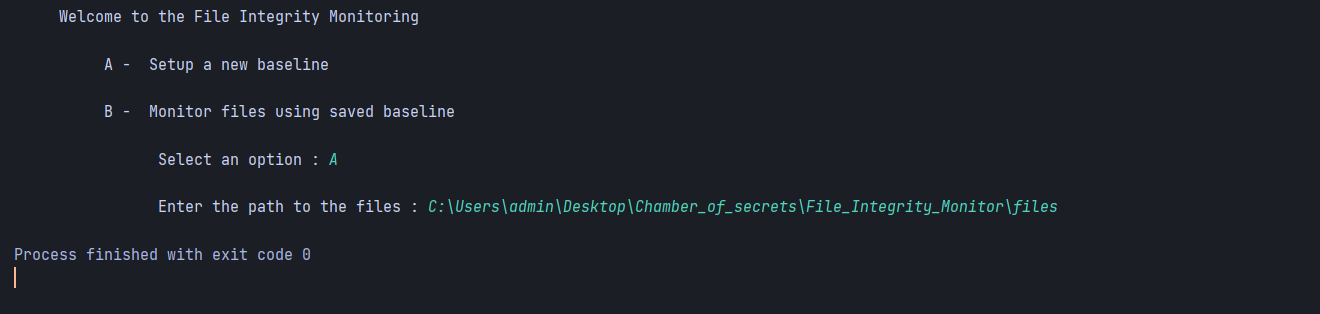 Welcome to the File Integrity Monitoring
A -  Setup a new baseline
B -  Monitor files using saved baseline
Select an option : A
Enter the path to the files : C:\Users\admin\Desktop\Chamber_of_secrets\File_Integrity_Monitor\files
Process finished with exit code 0